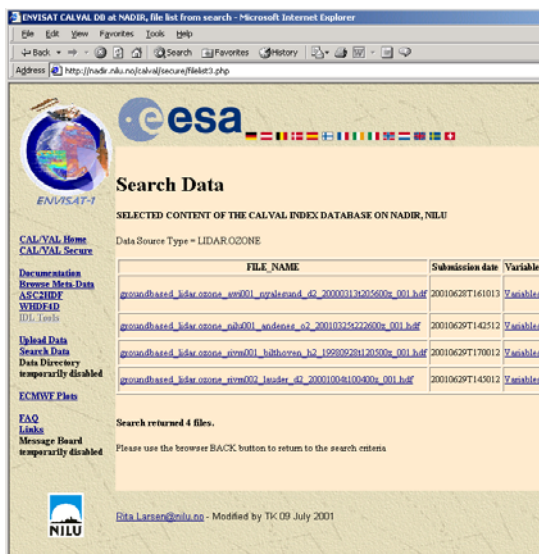 ENVISAT CALVAL DB at NADIR, file list from search - Microsoft Internet Explorer
File Edit View Favorites Tools Help
Back Search Favorites History
Address http://nadir.nilu.no/calval/secure/filelist3.php
esa
ENVISAT-1
Search Data
SELECTED CONTENT OF THE CALVAL INDEX DATABASE ON NADIR, NILU
Data Source Type = LIDAR.OZONE
CAL/VAL Home
CAL/VAL Secure
Documentation
Browse Meta-Data
ASC2HDF
WHDF4D
IDL Tools
Upload Data
Search Data
Data Directory
temporarily disabled
ECMWF Plots
FAQ
Links
Message Board
temporarily disabled
FILE_NAME Submission date Variable
groundbased_lidar.ozone_awi001_nyalesund_d2_20000313t205600z_001.hdf 20010628T161013 Variables
groundbased_lidar.ozone_nilu001_andenes_o2_20010325t222600z_001.hdf 20010629T142512 Variables
groundbased_lidar.ozone_rivm001_bilthoven_h2_19980928t120500z_001.hdf 20010629T170012 Variables
groundbased_lidar.ozone_rivm002_lauder_d2_20001004t100400z_001.hdf 20010629T145012 Variables
Search returned 4 files.
Please use the browser BACK button to return to the search criteria
NILU
Rita.Larsen@nilu.no - Modified by TK 09 July 2001